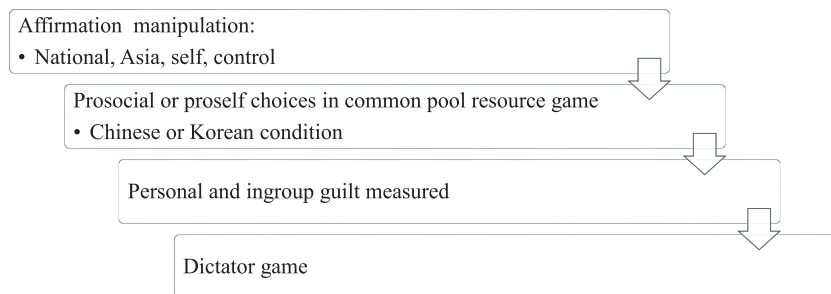 Affirmation manipulation:
• National, Asia, self, control
Prosocial or proself choices in common pool resource game
• Chinese or Korean condition
Personal and ingroup guilt measured
Dictator game